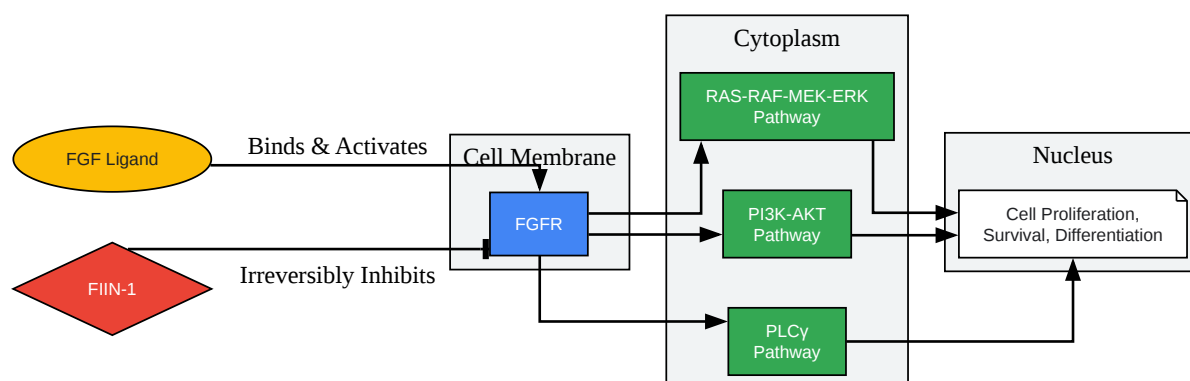 Cytoplasm
RAS-RAF-MEK-ERK
Pathway
FGF Ligand
Binds & Activates
Cell Membrane
Nucleus
FGFR
PI3K-AKT
Pathway
Cell Proliferation,
Survival, Differentiation
FIIN-1
Irreversibly Inhibits
PLCγ
Pathway